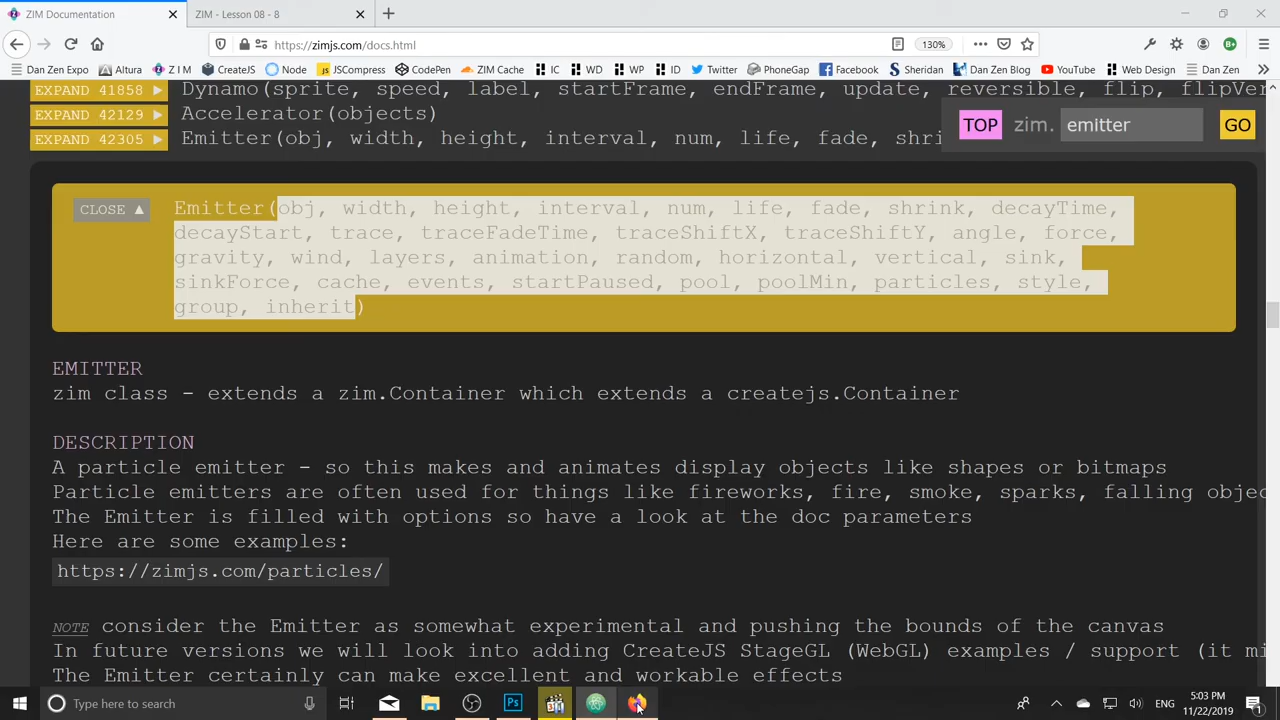 ZIM Documentation
ZIM - Lesson 08 - 8
https://zimjs.com/docs.html
130%
Dan Zen Expo
Altura
Z I M
CreateJS
Node
JS JSCompress
CodePen
ZIM Cache
IC
WD
WP
ID
Twitter
PhoneGap
Facebook
Sheridan
Dan Zen Blog
YouTube
Web Design
Dan Zen
EXPAND 41858 ▶ Dynamo(sprite, speed, label, startFrame, endFrame, update, reversible, flip, flipVer
EXPAND 42129 ▶ Accelerator(objects)
EXPAND 42305 ▶ Emitter(obj, width, height, interval, num, life, fade, shri
TOP zim. emitter GO
CLOSE ▲ Emitter(obj, width, height, interval, num, life, fade, shrink, decayTime,
decayStart, trace, traceFadeTime, traceShiftX, traceShiftY, angle, force,
gravity, wind, layers, animation, random, horizontal, vertical, sink,
sinkForce, cache, events, startPaused, pool, poolMin, particles, style,
group, inherit)
EMITTER
zim class - extends a zim.Container which extends a createjs.Container
DESCRIPTION
A particle emitter - so this makes and animates display objects like shapes or bitmaps
Particle emitters are often used for things like fireworks, fire, smoke, sparks, falling objec
The Emitter is filled with options so have a look at the doc parameters
Here are some examples:
https://zimjs.com/particles/
NOTE consider the Emitter as somewhat experimental and pushing the bounds of the canvas
In future versions we will look into adding CreateJS StageGL (WebGL) examples / support (it mi
The Emitter certainly can make excellent and workable effects
Type here to search
Ps
ENG
5:03 PM
11/22/2019
1